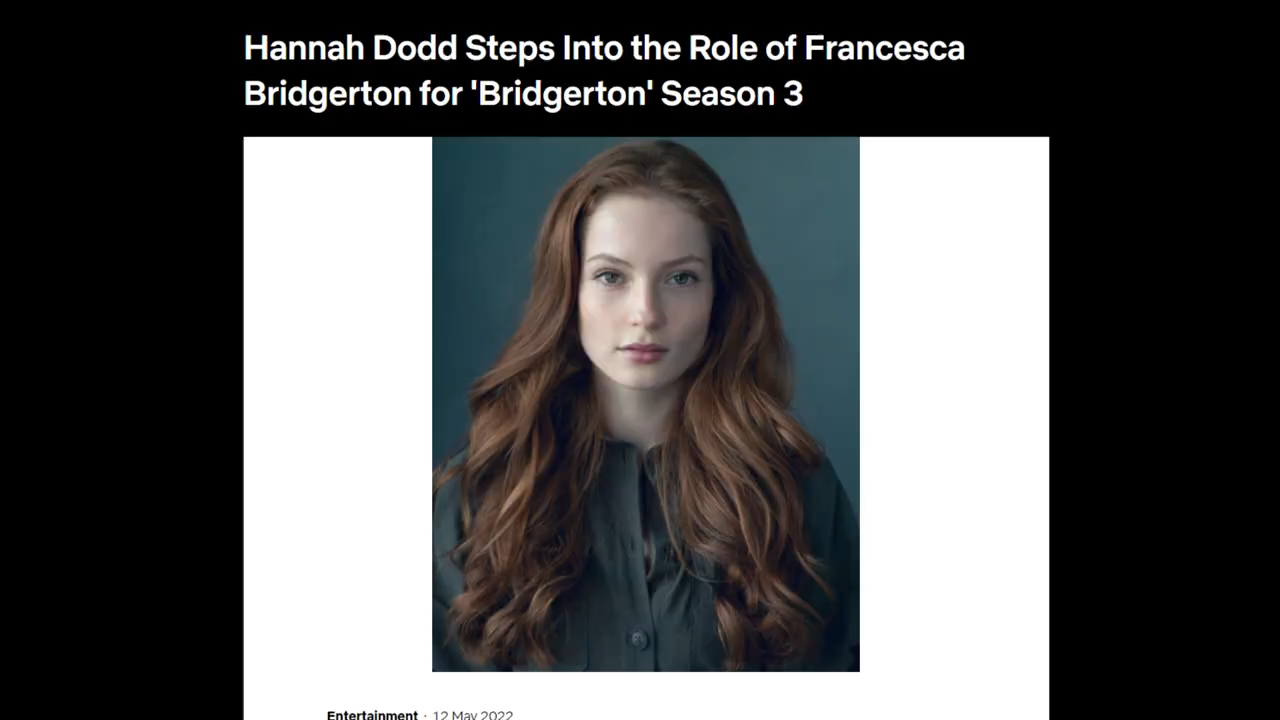 Hannah Dodd Steps Into the Role of Francesca
Bridgerton for 'Bridgerton' Season 3
Entertainment · 12 May 2022